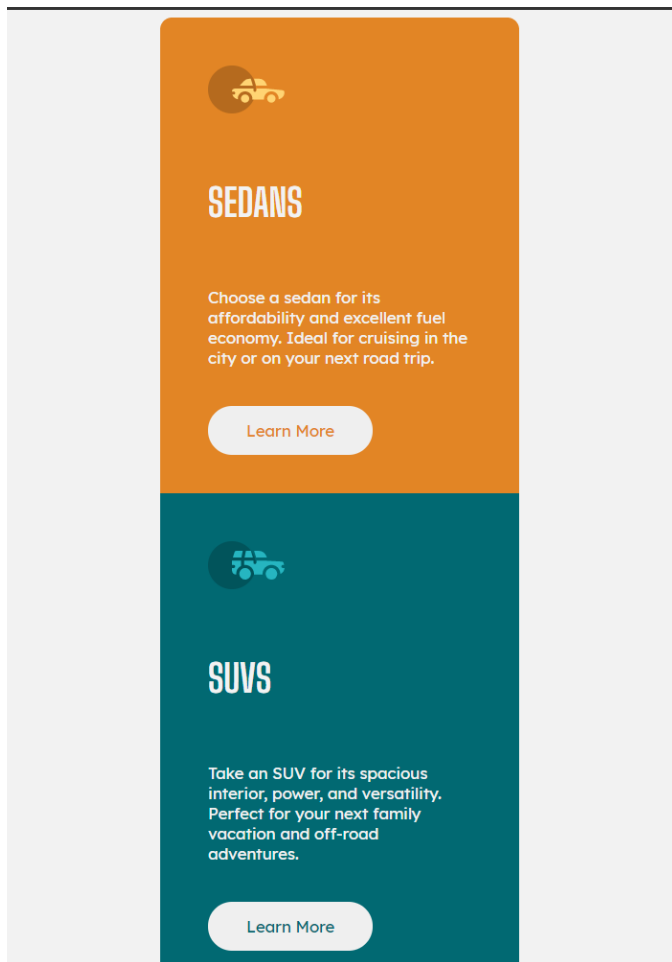 SEDANS
Choose a sedan for its
affordability and excellent fuel
economy. Ideal for cruising in the
city or on your next road trip.
Learn More
SUVS
Take an SUV for its spacious
interior, power, and versatility.
Perfect for your next family
vacation and off-road
adventures.
Learn More